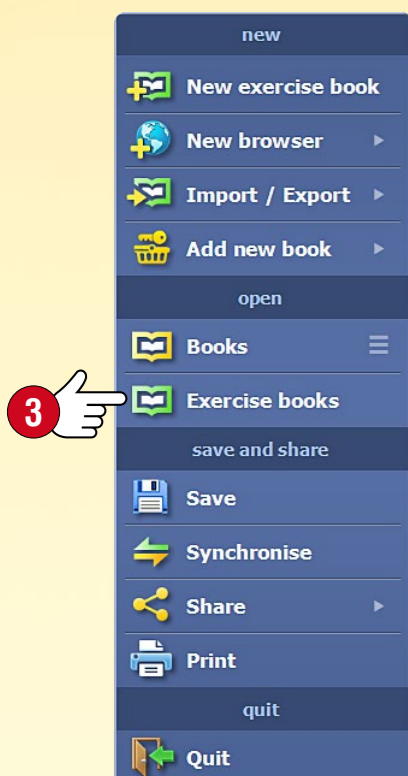 new
New exercise book
New browser
Import / Export
Add new book
open
Books
3 Exercise books
save and share
Save
Synchronise
Share
Print
quit
Quit